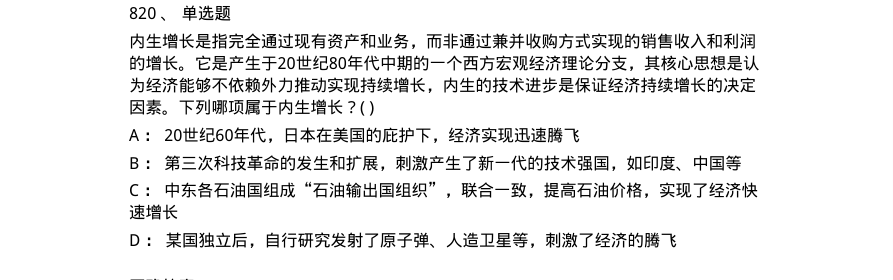 820 、 单选题
内生增长是指完全通过现有资产和业务，而非通过兼并收购方式实现的销售收入和利润
的增长。它是产生于20世纪80年代中期的一个西方宏观经济理论分支，其核心思想是认
为经济能够不依赖外力推动实现持续增长，内生的技术进步是保证经济持续增长的决定
因素。下列哪项属于内生增长？( )
A ： 20世纪60年代，日本在美国的庇护下，经济实现迅速腾飞
B ： 第三次科技革命的发生和扩展，刺激产生了新一代的技术强国，如印度、中国等
C ： 中东各石油国组成“石油输出国组织”，联合一致，提高石油价格，实现了经济快
速增长
D ： 某国独立后，自行研究发射了原子弹、人造卫星等，刺激了经济的腾飞